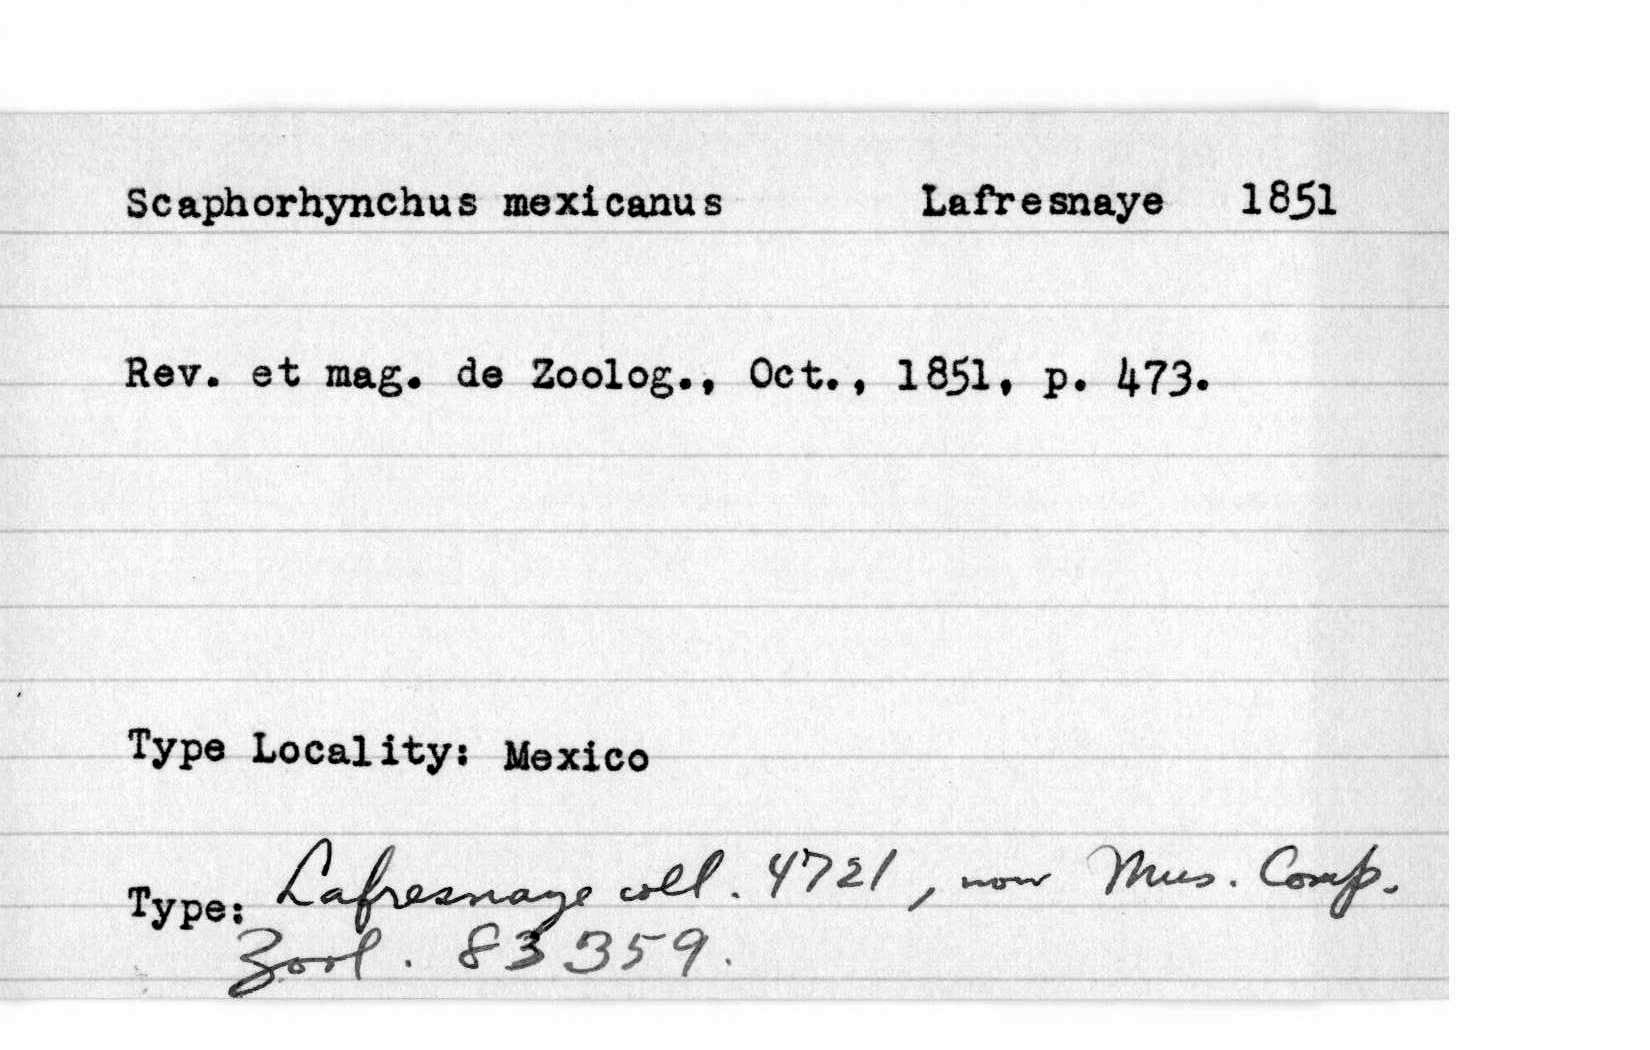 Scaphorhynchus mexicanus Lafresnaye 1851
Rev. et mag. de Zoolog., Oct., 1851, p. 473.
Type Locality: Mexico
Type: Lafresnaye coll. 4721, now Mus. Comp.
Zool. 83359.